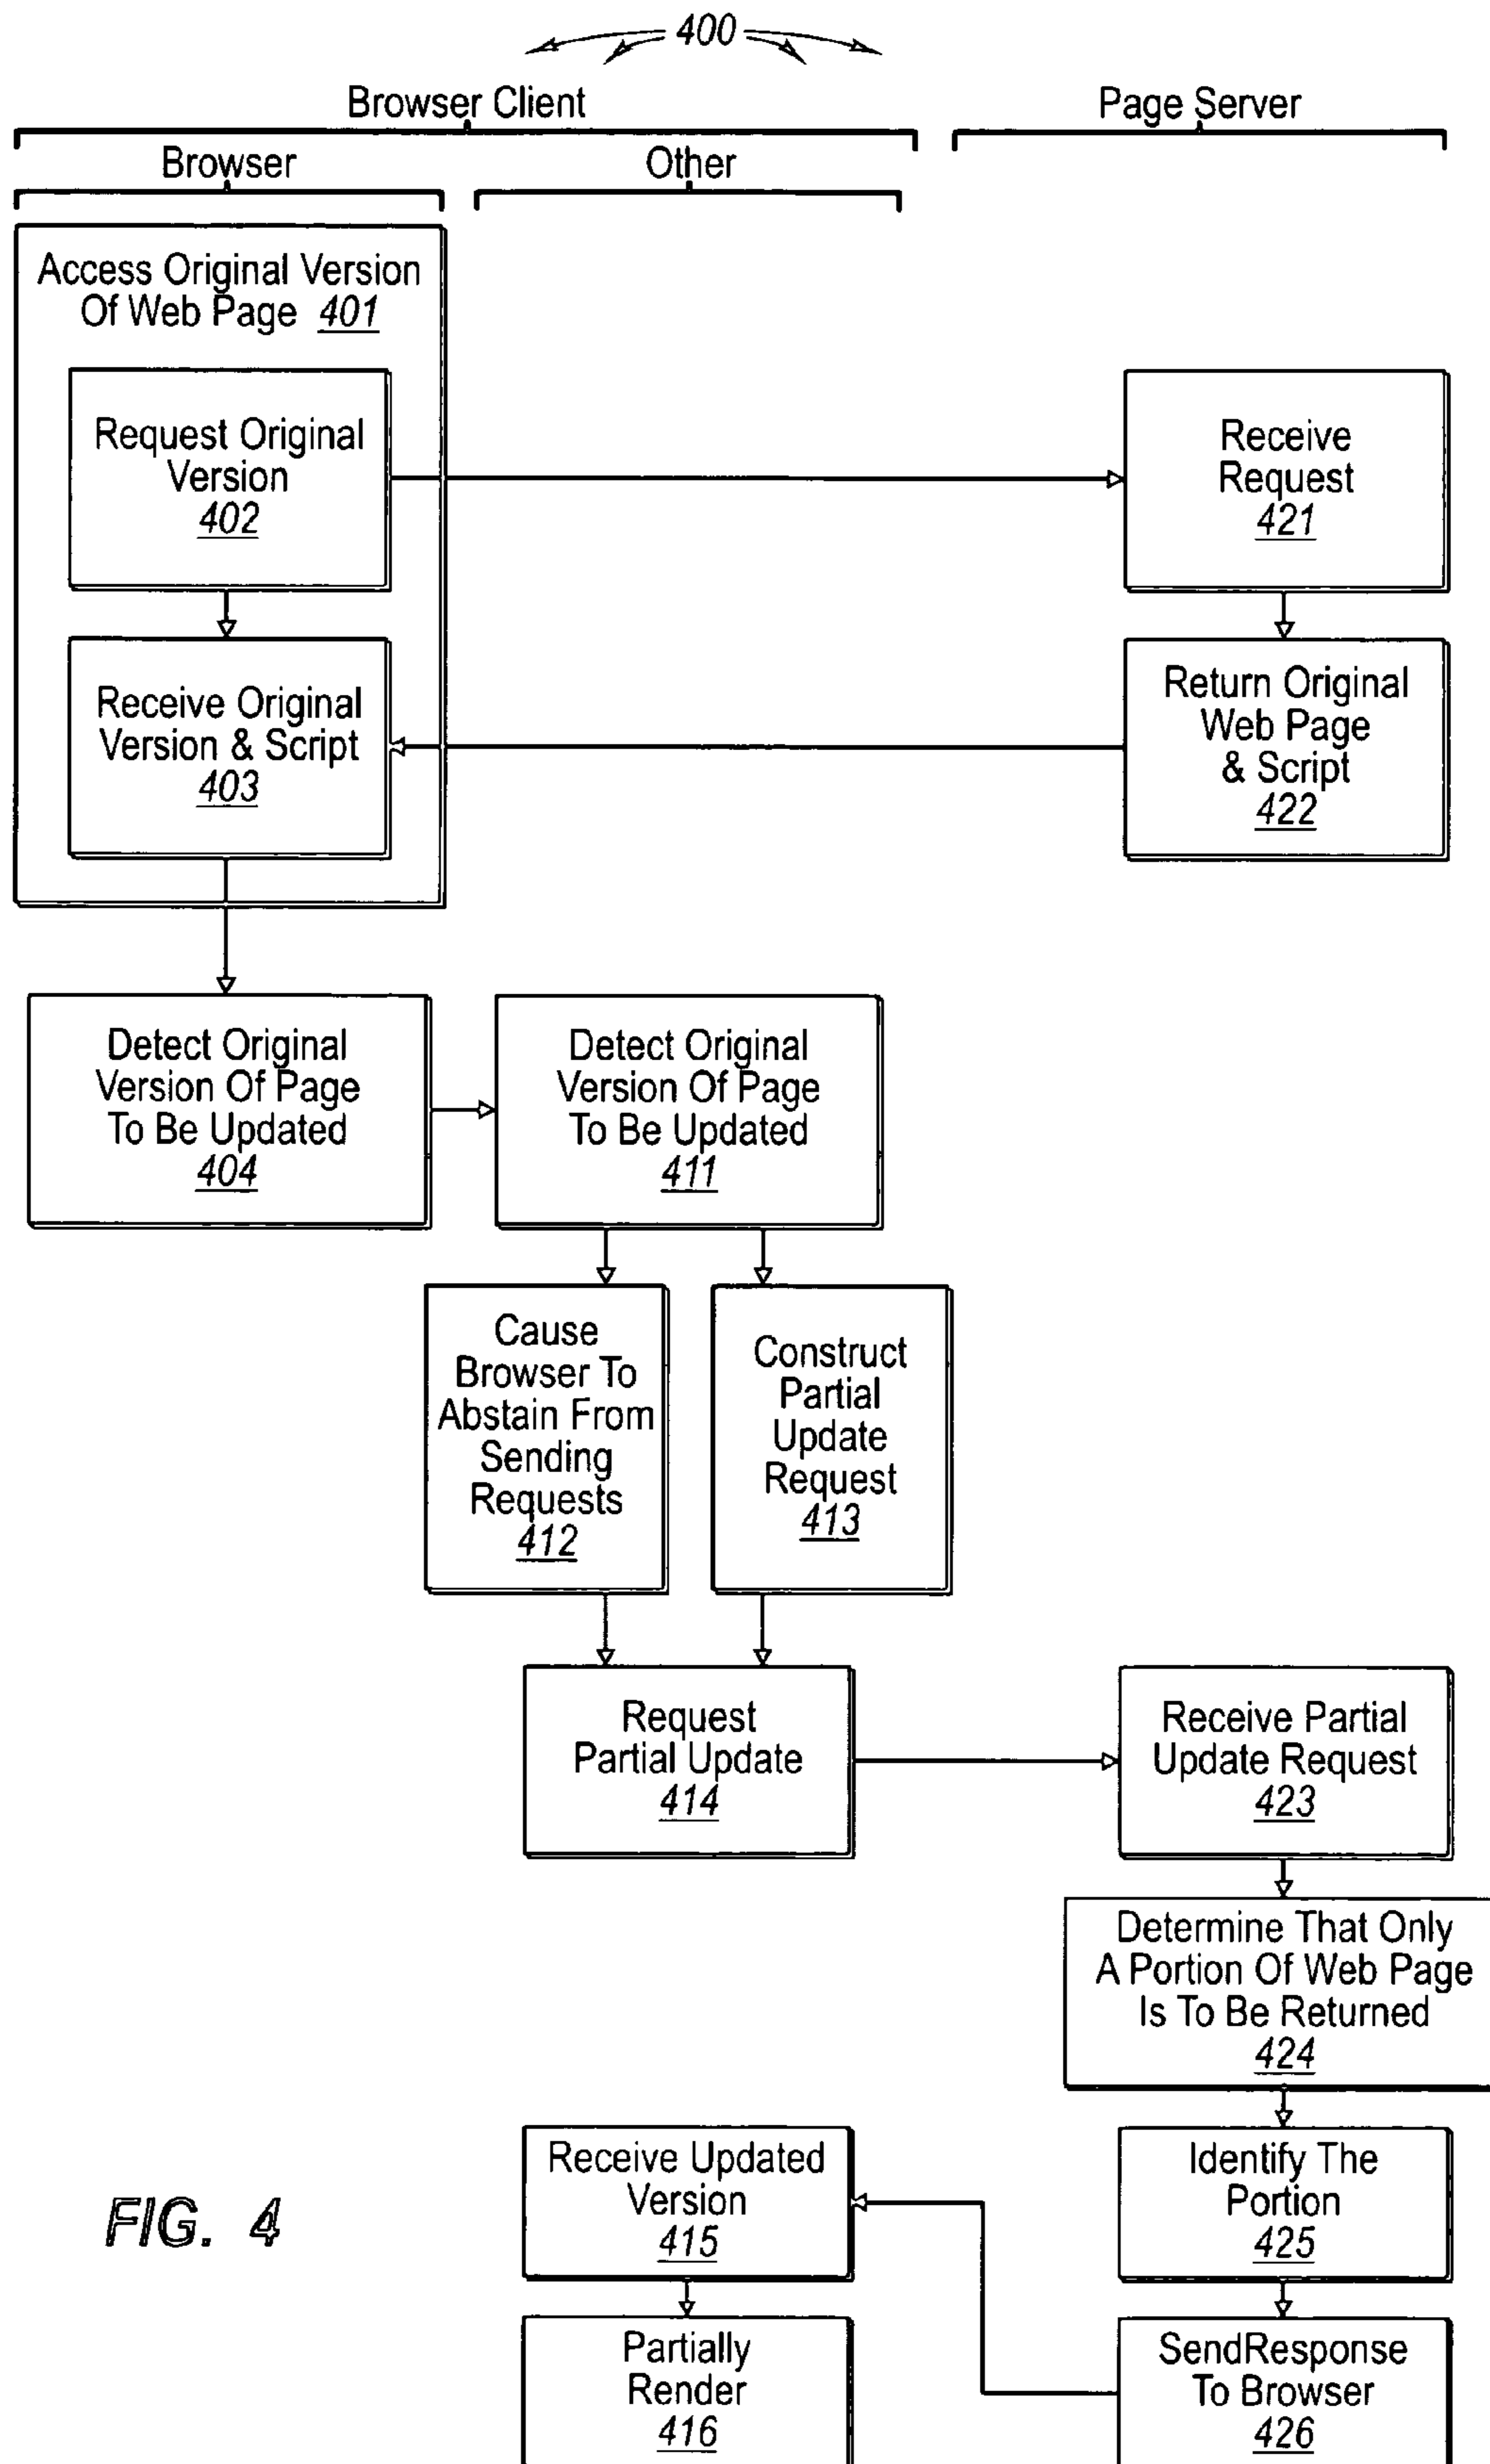 400
Browser Client
Page Server
Browser
Other
Access Original Version
Of Web Page 401
Request Original
Version
402
Receive
Request
421
Receive Original
Version & Script
403
Return Original
Web Page
& Script
422
Detect Original
Version Of Page
To Be Updated
404
Detect Original
Version Of Page
To Be Updated
411
Cause
Browser To
Abstain From
Sending
Requests
412
Construct
Partial
Update
Request
413
Request
Partial Update
414
Receive Partial
Update Request
423
Determine That Only
A Portion Of Web Page
Is To Be Returned
424
Receive Updated
Version
415
Identify The
Portion
425
Partially
Render
416
SendResponse
To Browser
426
FIG. 4